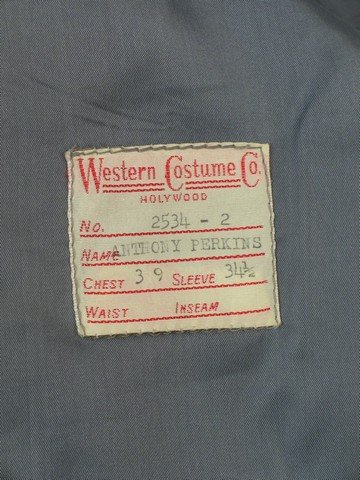 Western Costume Co.
HOLYWOOD
No. 2534 - 2
NAME ANTHONY PERKINS
CHEST 39 SLEEVE 34½
WAIST INSEAM